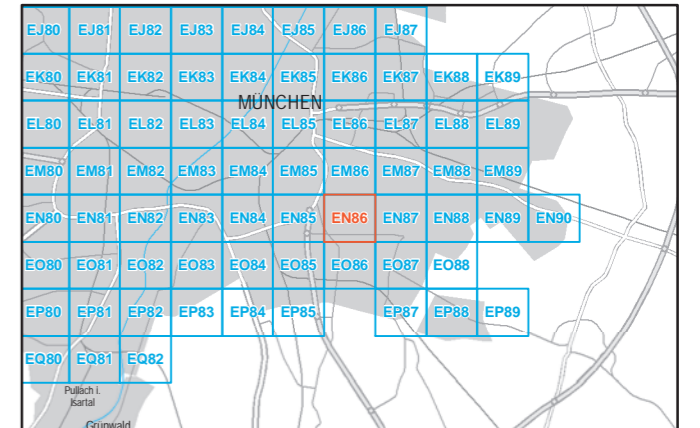 EJ80 EJ81 EJ82 EJ83 EJ84 EJ85 EJ86 EJ87
EK80 EK81 EK82 EK83 EK84 EK85 EK86 EK87 EK88 EK89
MÜNCHEN
EL80 EL81 EL82 EL83 EL84 EL85 EL86 EL87 EL88 EL89
EM80 EM81 EM82 EM83 EM84 EM85 EM86 EM87 EM88 EM89
EN80 EN81 EN82 EN83 EN84 EN85 EN86 EN87 EN88 EN89 EN90
EO80 EO81 EO82 EO83 EO84 EO85 EO86 EO87 EO88
EP80 EP81 EP82 EP83 EP84 EP85 EP87 EP88 EP89
EQ80 EQ81 EQ82
Pullach i.
Isartal
Grünwald